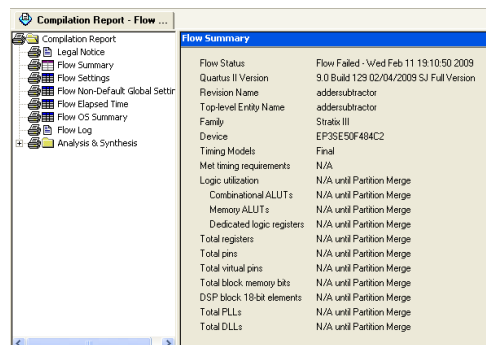 Compilation Report - Flow ...
Compilation Report
Legal Notice
Flow Summary
Flow Settings
Flow Non-Default Global Settir
Flow Elapsed Time
Flow OS Summary
Flow Log
Analysis & Synthesis
Flow Summary
Flow Status Flow Failed - Wed Feb 11 19:10:50 2009
Quartus II Version 9.0 Build 129 02/04/2009 SJ Full Version
Revision Name addersubtractor
Top-level Entity Name addersubtractor
Family Stratix III
Device EP3SE50F484C2
Timing Models Final
Met timing requirements N/A
Logic utilization N/A until Partition Merge
Combinational ALUTs N/A until Partition Merge
Memory ALUTs N/A until Partition Merge
Dedicated logic registers N/A until Partition Merge
Total registers N/A until Partition Merge
Total pins N/A until Partition Merge
Total virtual pins N/A until Partition Merge
Total block memory bits N/A until Partition Merge
DSP block 18-bit elements N/A until Partition Merge
Total PLLs N/A until Partition Merge
Total DLLs N/A until Partition Merge